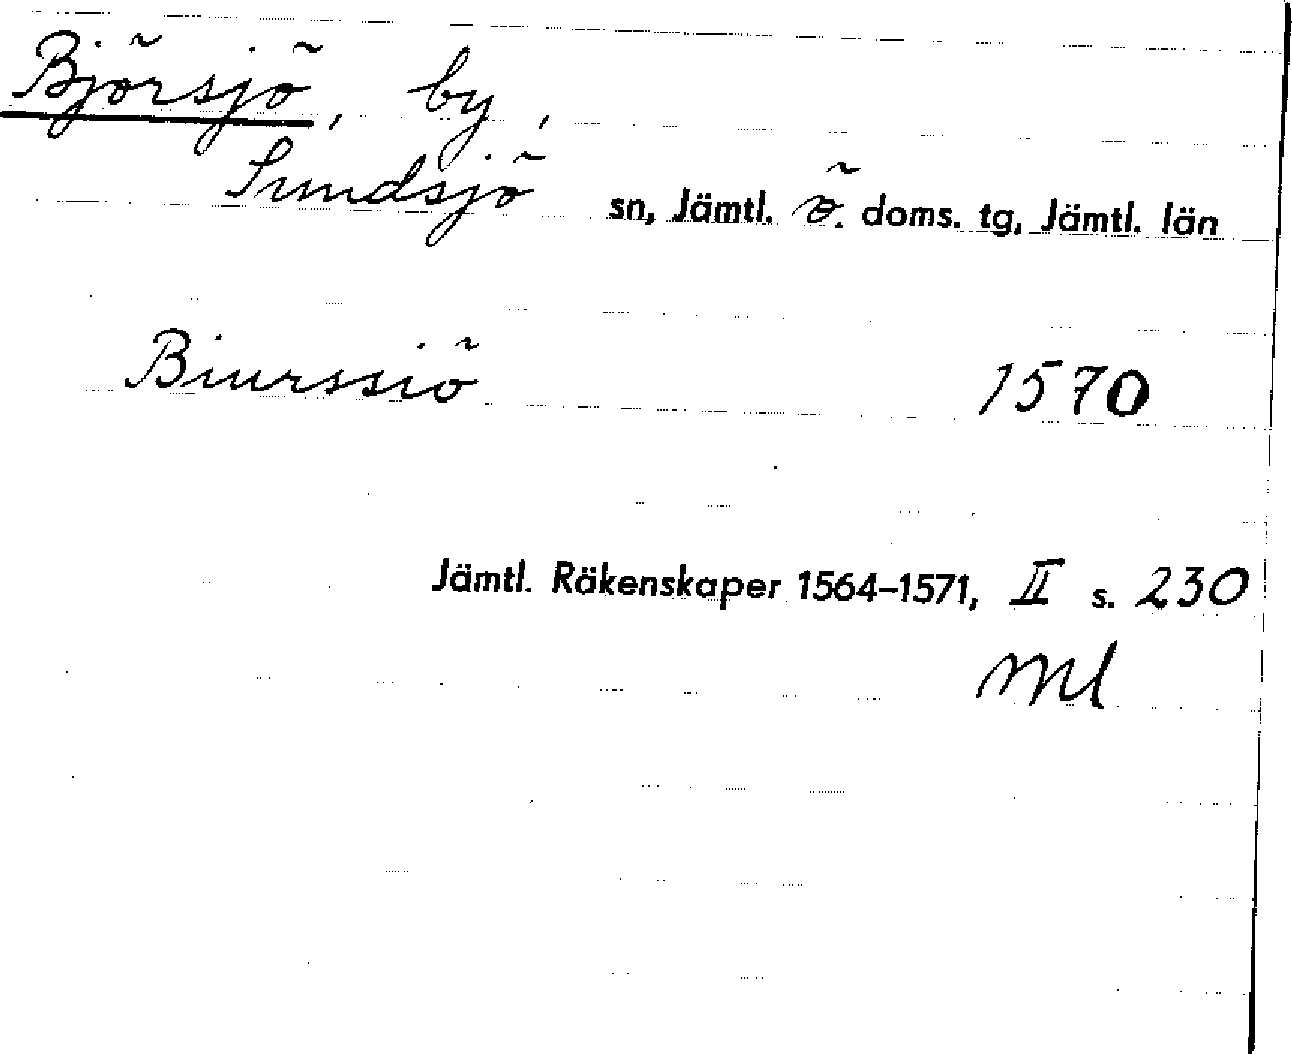 Björsjö, by,
Sundsjö sn, Jämtl. ö. doms. tg, Jämtl. län
Biurssiö 1570
Jämtl. Räkenskaper 1564–1571, II s. 230
Ml